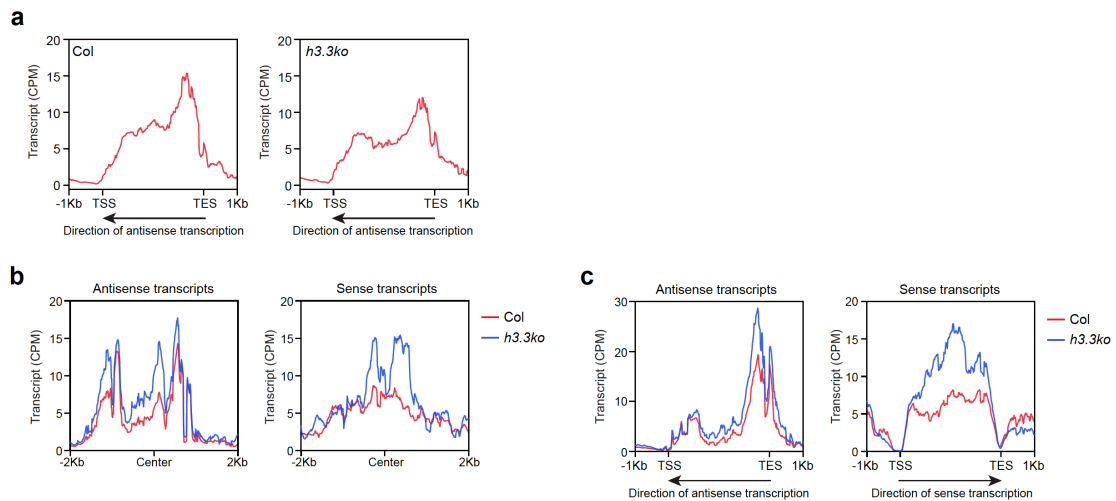 a
Col
h3.3ko
Transcript (CPM)
20
15
10
5
0
-1Kb
TSS
TES
1Kb
Direction of antisense transcription
Transcript (CPM)
20
15
10
5
0
-1Kb
TSS
TES
1Kb
Direction of antisense transcription
b
Antisense transcripts
Transcript (CPM)
20
15
10
5
0
-2Kb
Center
2Kb
Sense transcripts
Transcript (CPM)
20
15
10
5
0
-2Kb
Center
2Kb
Col
h3.3ko
c
Antisense transcripts
Transcript (CPM)
30
20
10
0
-1Kb
TSS
TES
1Kb
Direction of antisense transcription
Sense transcripts
Transcript (CPM)
20
15
10
5
0
-1Kb
TSS
TES
1Kb
Direction of sense transcription
Col
h3.3ko